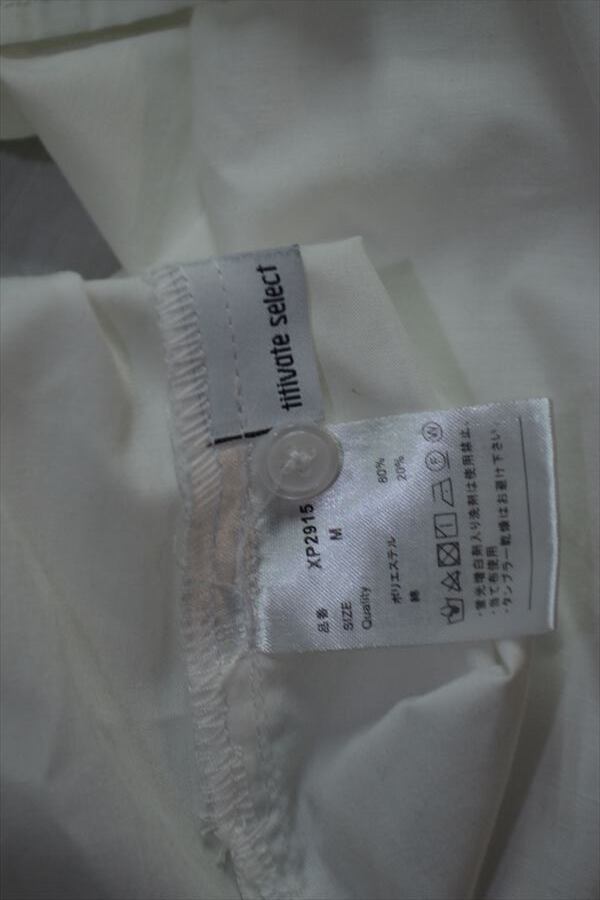 titivate select
品番 XP2915
SIZE M
Quality
ポリエステル 80%
綿 20%
・蛍光増白剤入り洗剤は使用禁止。
・当て布使用
・タンブラー乾燥はお避け下さい。